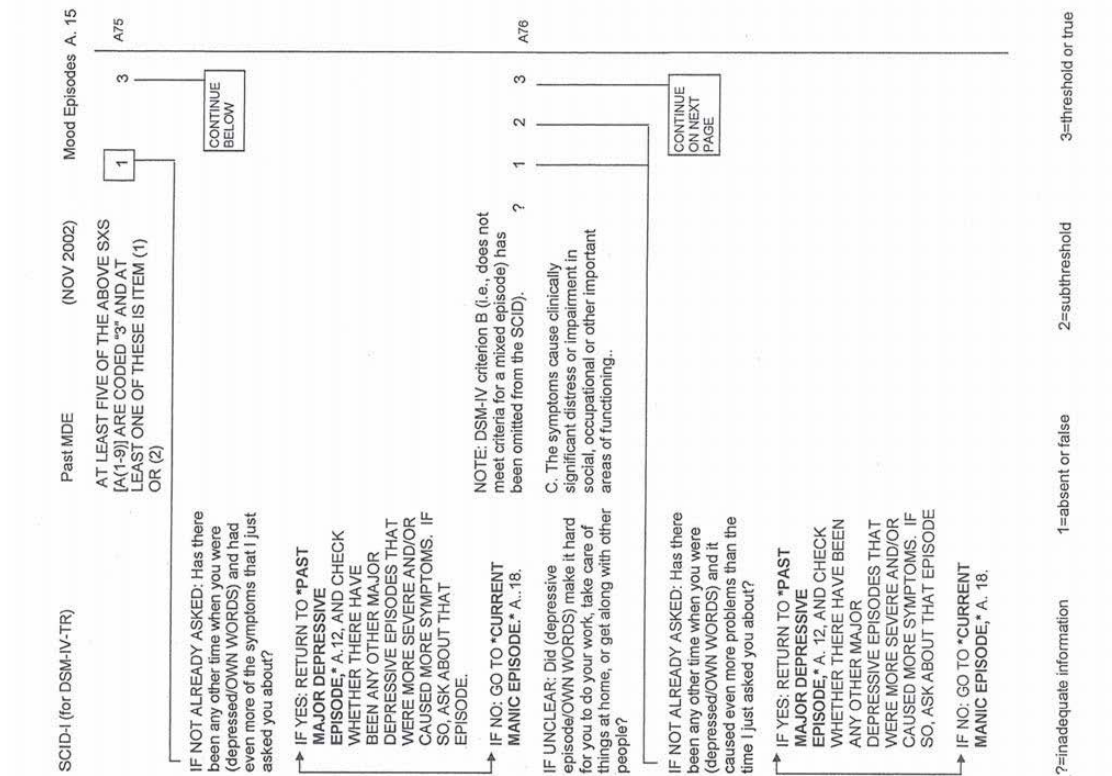 SCID-I (for DSM-IV-TR) Past MDE (NOV 2002) Mood Episodes A. 15
AT LEAST FIVE OF THE ABOVE SXS
[A(1-9)] ARE CODED "3" AND AT
LEAST ONE OF THESE IS ITEM (1)
OR (2)
1 3 A75
CONTINUE
BELOW
IF NOT ALREADY ASKED: Has there
been any other time when you were
(depressed/OWN WORDS) and had
even more of the symptoms that I just
asked you about?
IF YES: RETURN TO *PAST
MAJOR DEPRESSIVE
EPISODE,* A.12, AND CHECK
WHETHER THERE HAVE
BEEN ANY OTHER MAJOR
DEPRESSIVE EPISODES THAT
WERE MORE SEVERE AND/OR
CAUSED MORE SYMPTOMS. IF
SO, ASK ABOUT THAT
EPISODE.
IF NO: GO TO *CURRENT
MANIC EPISODE.* A..18.
NOTE: DSM-IV criterion B (i.e., does not
meet criteria for a mixed episode) has
been omitted from the SCID).
IF UNCLEAR: Did (depressive
episode/OWN WORDS) make it hard
for you to do your work, take care of
things at home, or get along with other
people?
C. The symptoms cause clinically
significant distress or impairment in
social, occupational or other important
areas of functioning..
? 1 2 3 A76
CONTINUE
ON NEXT
PAGE
IF NOT ALREADY ASKED: Has there
been any other time when you were
(depressed/OWN WORDS) and it
caused even more problems than the
time I just asked you about?
IF YES: RETURN TO *PAST
MAJOR DEPRESSIVE
EPISODE,* A. 12, AND CHECK
WHETHER THERE HAVE BEEN
ANY OTHER MAJOR
DEPRESSIVE EPISODES THAT
WERE MORE SEVERE AND/OR
CAUSED MORE SYMPTOMS. IF
SO, ASK ABOUT THAT EPISODE
IF NO: GO TO *CURRENT
MANIC EPISODE,* A. 18.
?=inadequate information 1=absent or false 2=subthreshold 3=threshold or true